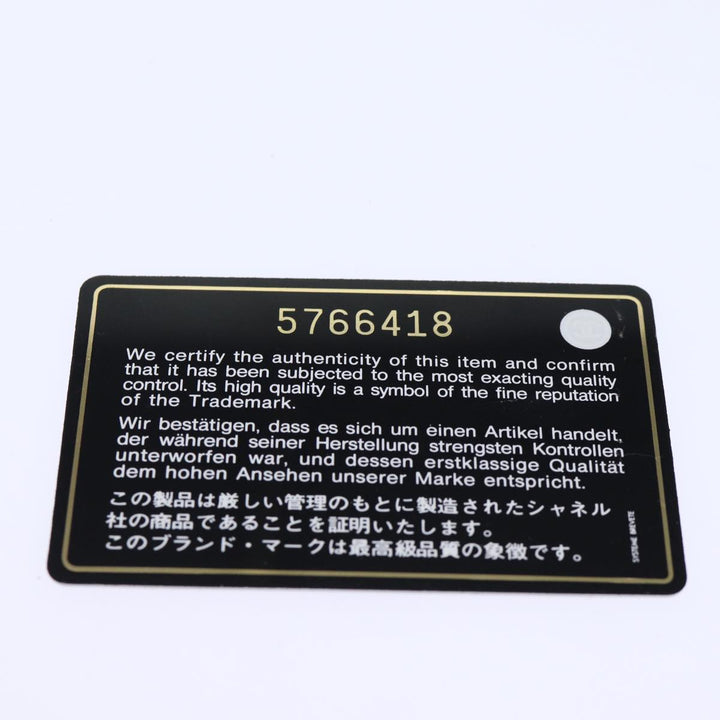 5766418
We certify the authenticity of this item and confirm
that it has been subjected to the most exacting quality
control. Its high quality is a symbol of the fine reputation
of the Trademark.
Wir bestätigen, dass es sich um einen Artikel handelt,
der während seiner Herstellung strengsten Kontrollen
unterworfen war, und dessen erstklassige Qualität
dem hohen Ansehen unserer Marke entspricht.
この製品は厳しい管理のもとに製造されたシャネル
社の商品であることを証明いたします。
このブランド・マークは最高級品質の象徴です。
SYSTEME BREVETE